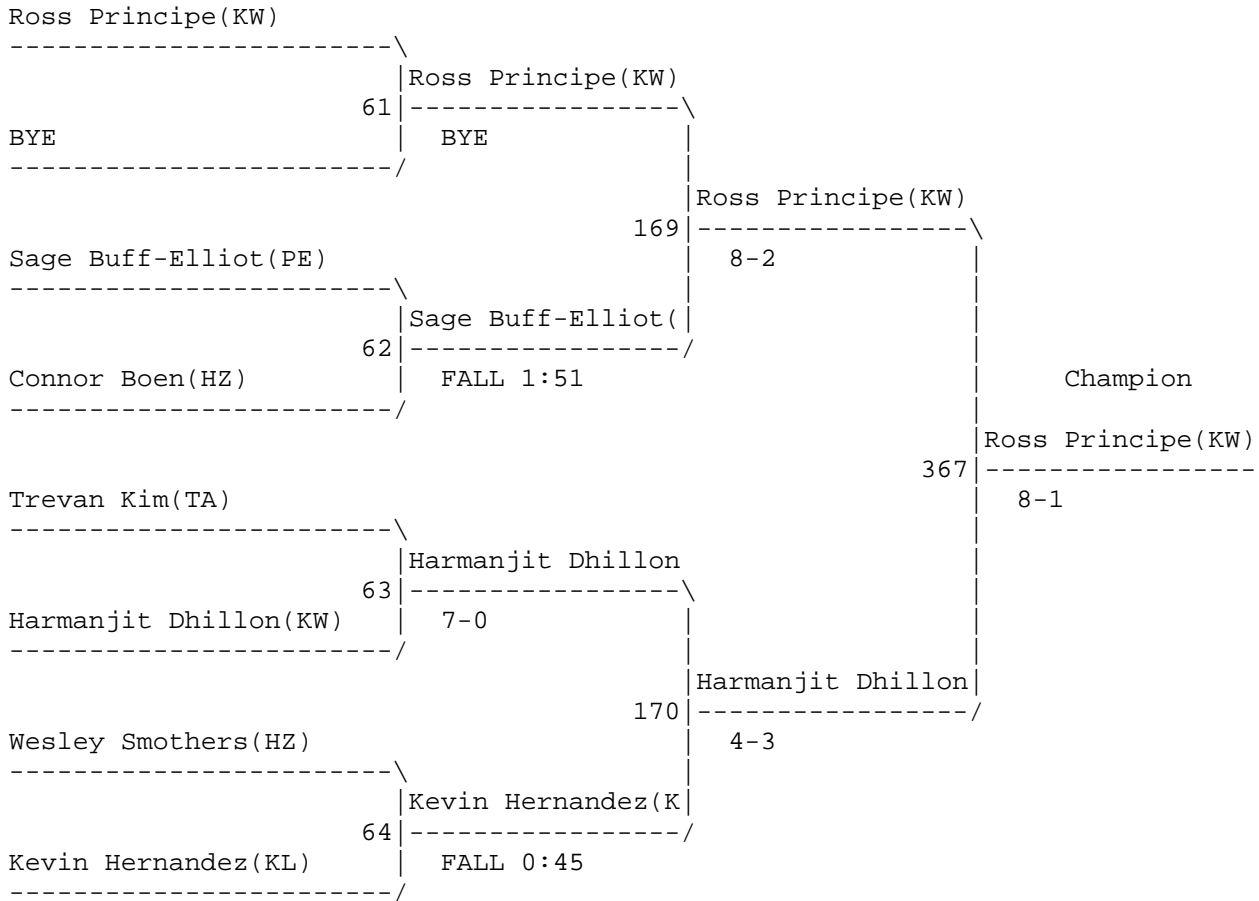 Ross Principe(KW)
------------------------\
|Ross Principe(KW)
61|-----------------\
BYE | BYE |
------------------------/ |
|Ross Principe(KW)
169|-----------------\
Sage Buff-Elliot(PE) | 8-2 |
------------------------\ | |
|Sage Buff-Elliot(| |
62|-----------------/ |
Connor Boen(HZ) | FALL 1:51 | Champion
------------------------/ |
|Ross Principe(KW)
367|-----------------
Trevan Kim(TA) | 8-1
------------------------\ |
|Harmanjit Dhillon |
63|-----------------\ |
Harmanjit Dhillon(KW) | 7-0 | |
------------------------/ | |
|Harmanjit Dhillon|
170|-----------------/
Wesley Smothers(HZ) | 4-3
------------------------\ |
|Kevin Hernandez(K|
64|-----------------/
Kevin Hernandez(KL) | FALL 0:45
------------------------/